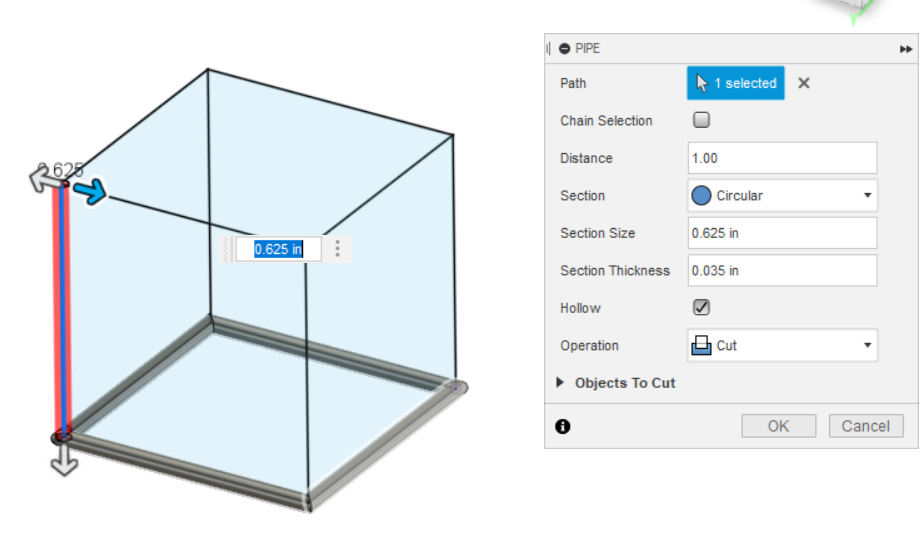 PIPE
Path
1 selected
Chain Selection
Distance
1.00
Section
Circular
Section Size
0.625 in
Section Thickness
0.035 in
Hollow
Operation
Cut
Objects To Cut
OK
Cancel
0.625
0.625 in
Y